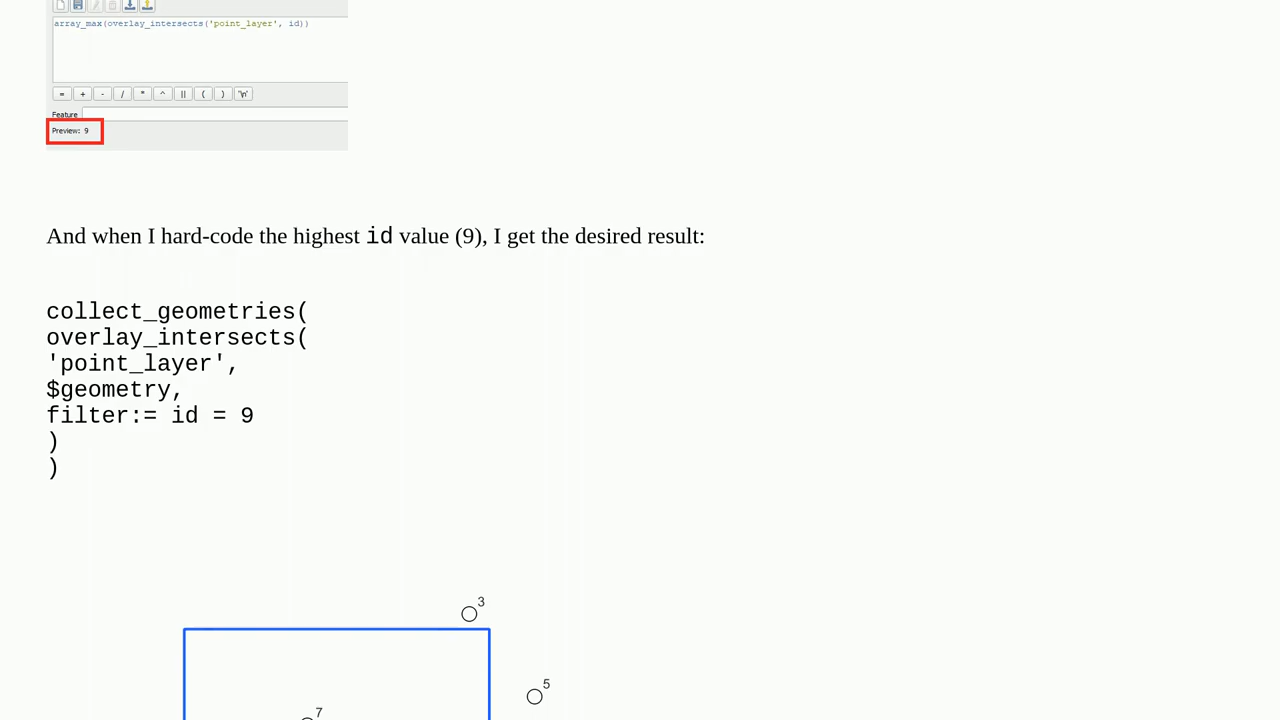 array_max(overlay_intersects('point_layer', id))
= + - / * ^ || ( ) '\n'
Feature
Preview: 9
And when I hard-code the highest id value (9), I get the desired result:
collect_geometries(
overlay_intersects(
'point_layer',
$geometry,
filter:= id = 9
)
)
3
5
7